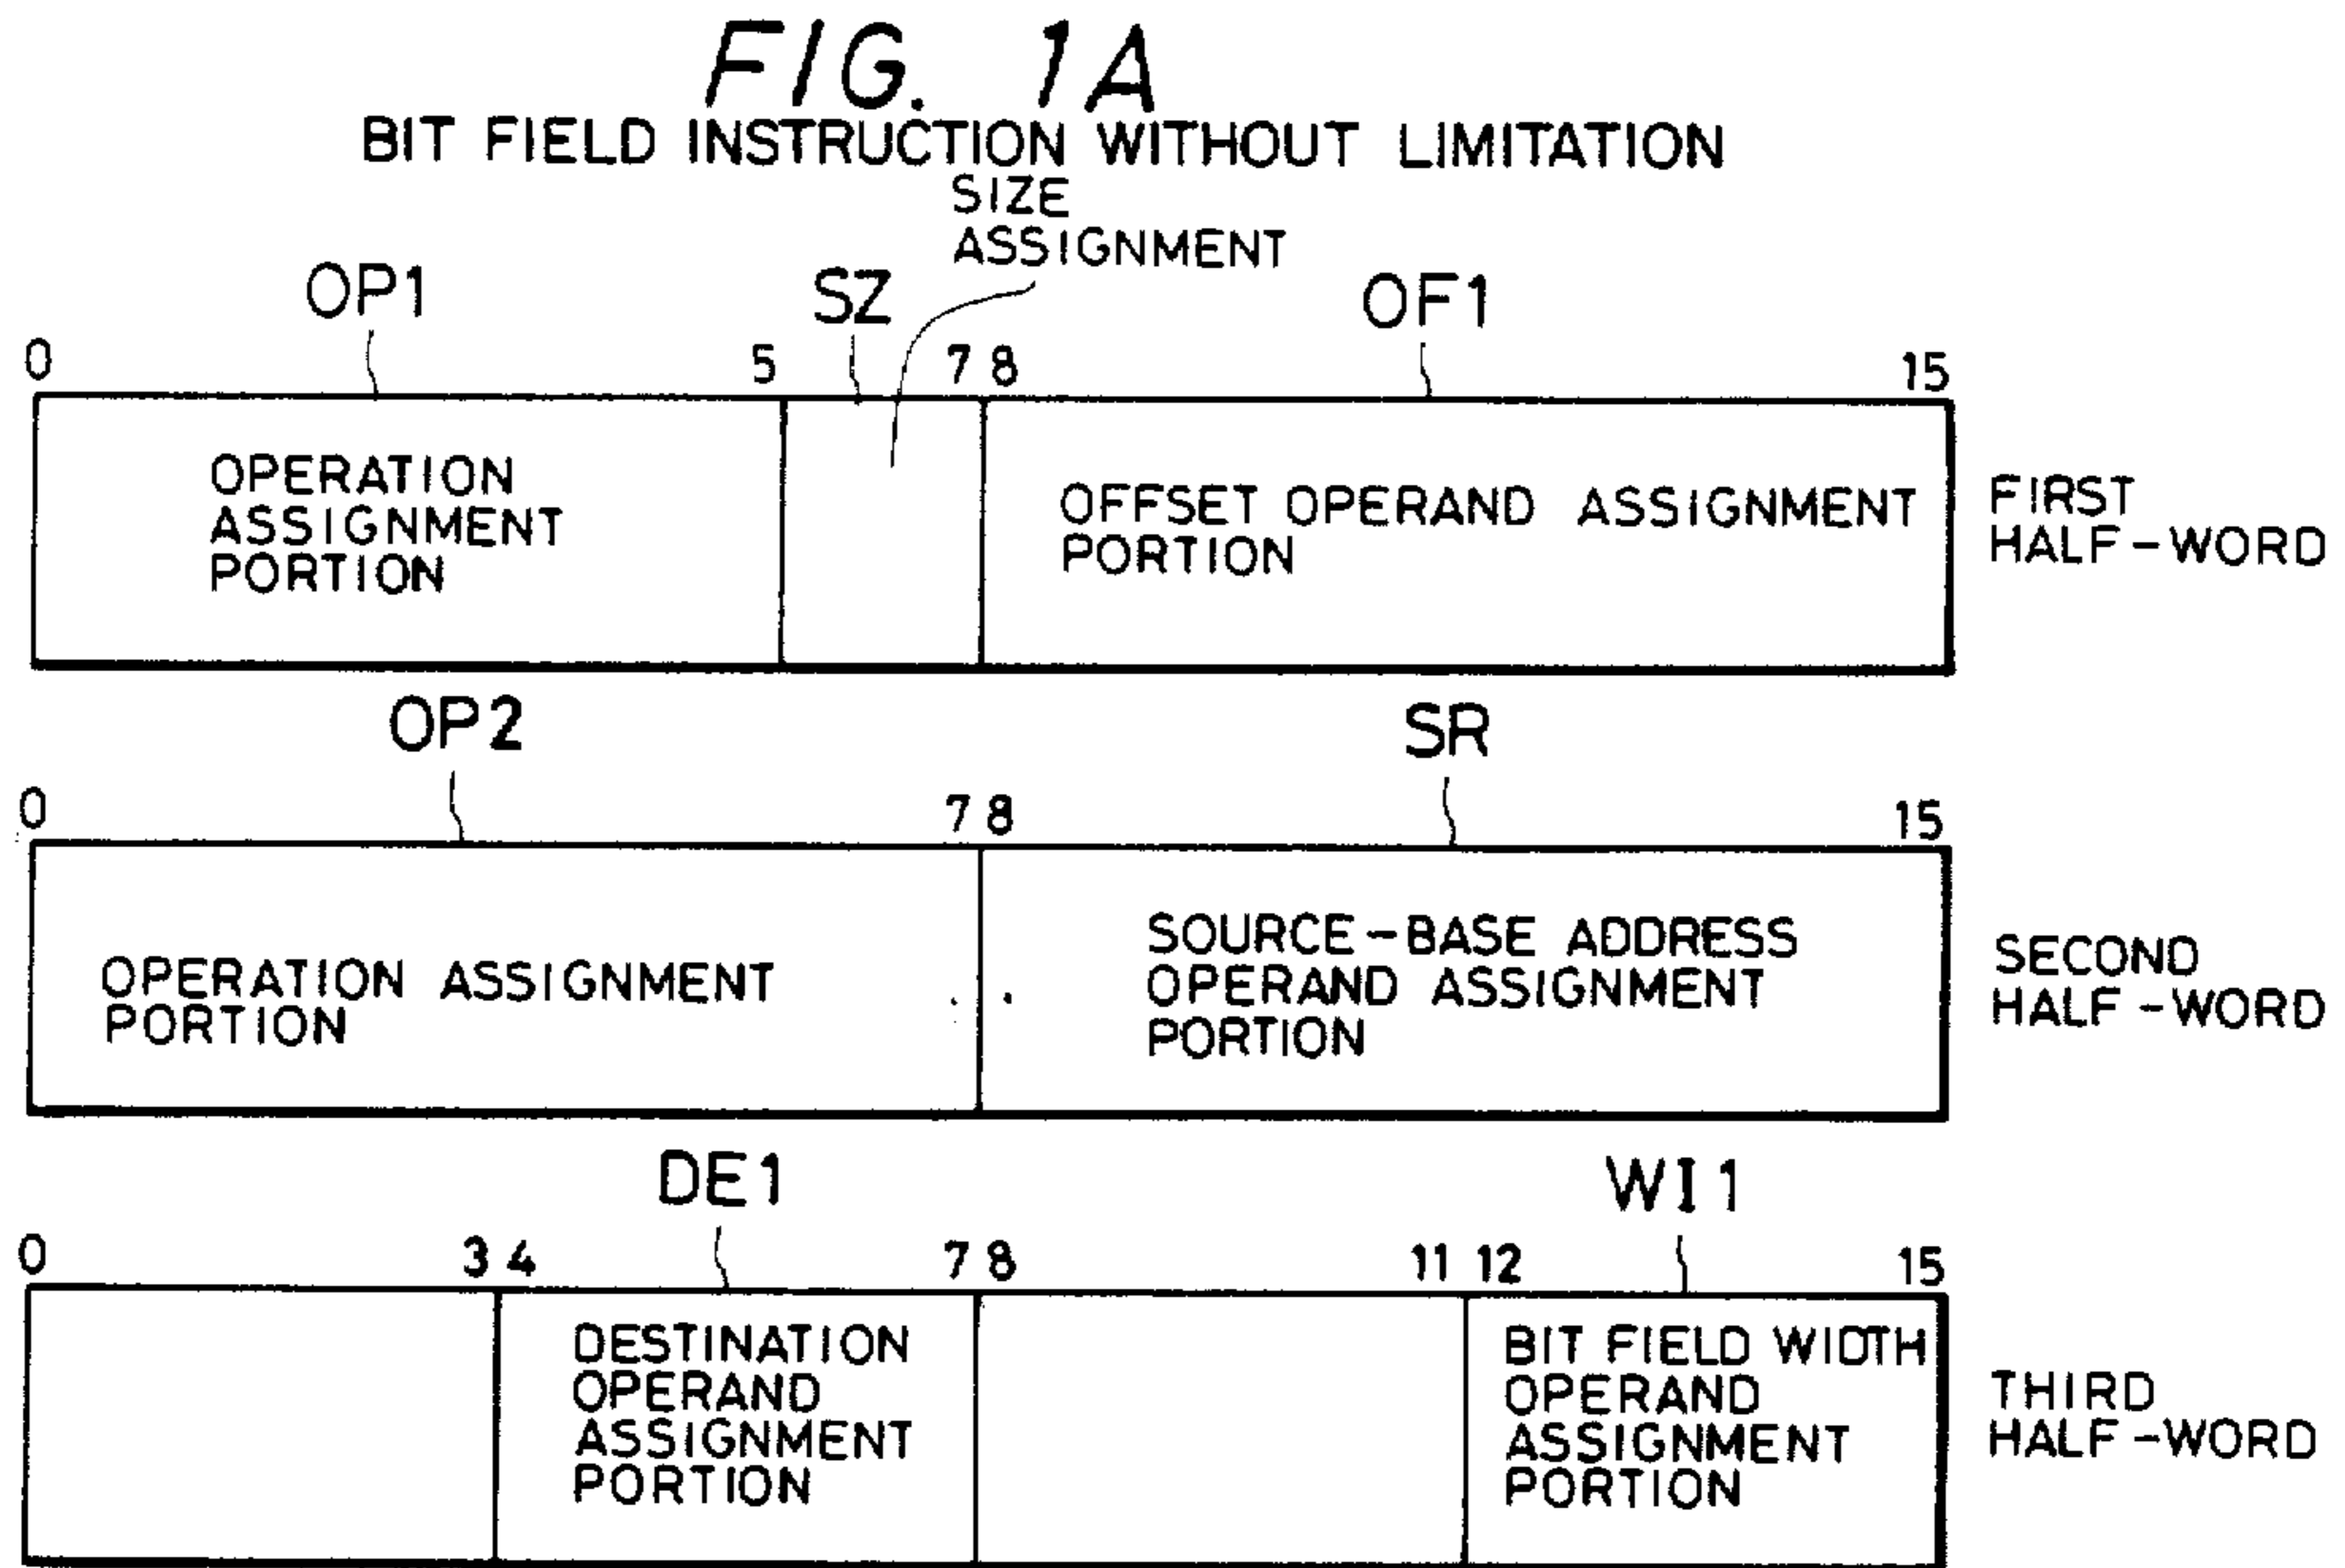 FIG. 1A
BIT FIELD INSTRUCTION WITHOUT LIMITATION
SIZE
ASSIGNMENT
OP1 SZ OF1
0 5 7 8 15
OPERATION
ASSIGNMENT
PORTION
OFFSET OPERAND ASSIGNMENT
PORTION
FIRST
HALF-WORD
OP2 SR
0 7 8 15
OPERATION ASSIGNMENT
PORTION
SOURCE-BASE ADDRESS
OPERAND ASSIGNMENT
PORTION
SECOND
HALF-WORD
DE1 WI1
0 3 4 7 8 11 12 15
DESTINATION
OPERAND
ASSIGNMENT
PORTION
BIT FIELD WIDTH
OPERAND
ASSIGNMENT
PORTION
THIRD
HALF-WORD